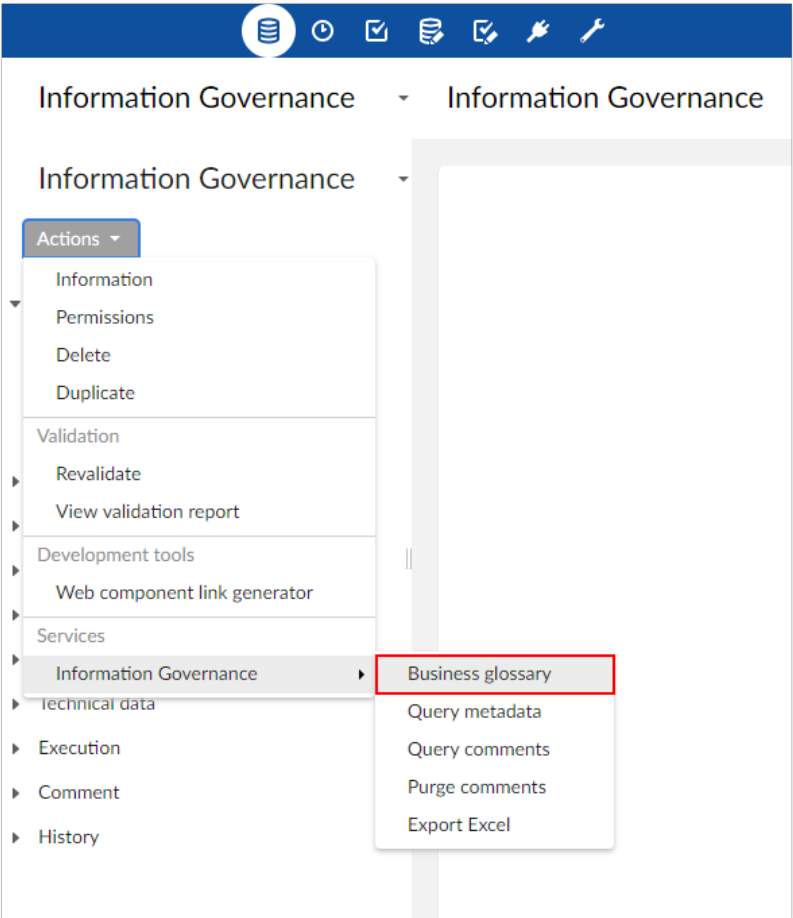 Information Governance
Information Governance
Information Governance
Actions
Information
Permissions
Delete
Duplicate
Validation
Revalidate
View validation report
Development tools
Web component link generator
Services
Information Governance
Business glossary
Query metadata
Query comments
Purge comments
Export Excel
Technical data
Execution
Comment
History